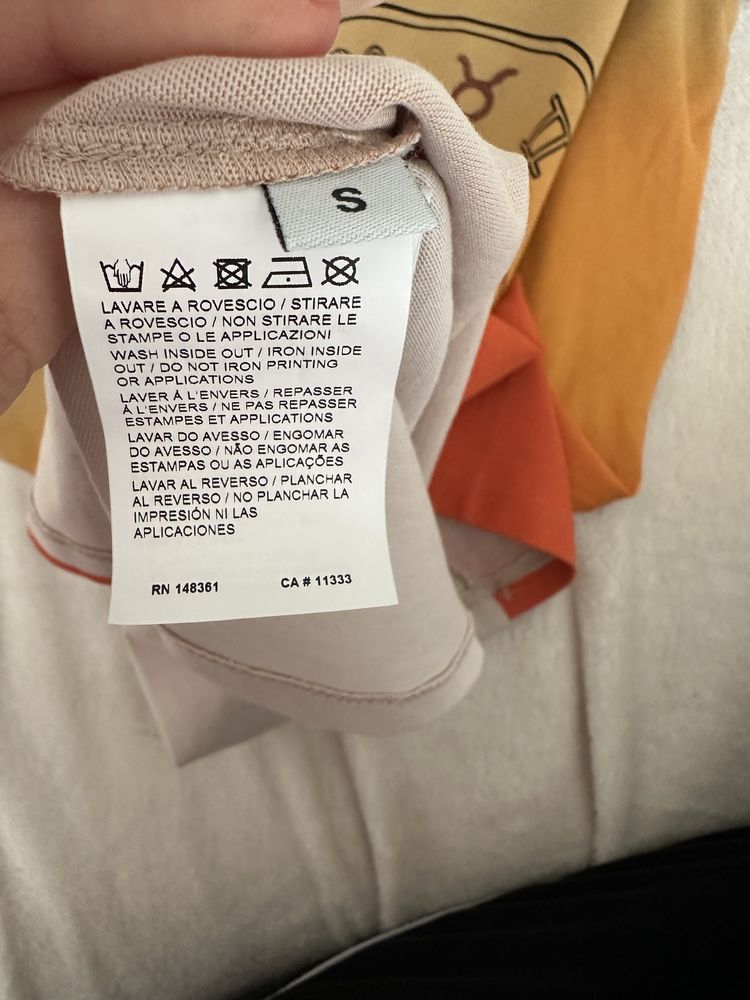 S
LAVARE A ROVESCIO / STIRARE
A ROVESCIO / NON STIRARE LE
STAMPE O LE APPLICAZIONI
WASH INSIDE OUT / IRON INSIDE
OUT / DO NOT IRON PRINTING
OR APPLICATIONS
LAVER À L'ENVERS / REPASSER
À L'ENVERS / NE PAS REPASSER
ESTAMPES ET APPLICATIONS
LAVAR DO AVESSO / ENGOMAR
DO AVESSO / NÃO ENGOMAR AS
ESTAMPAS OU AS APLICAÇÕES
LAVAR AL REVERSO / PLANCHAR
AL REVERSO / NO PLANCHAR LA
IMPRESIÓN NI LAS
APLICACIONES
RN 148361 CA # 11333